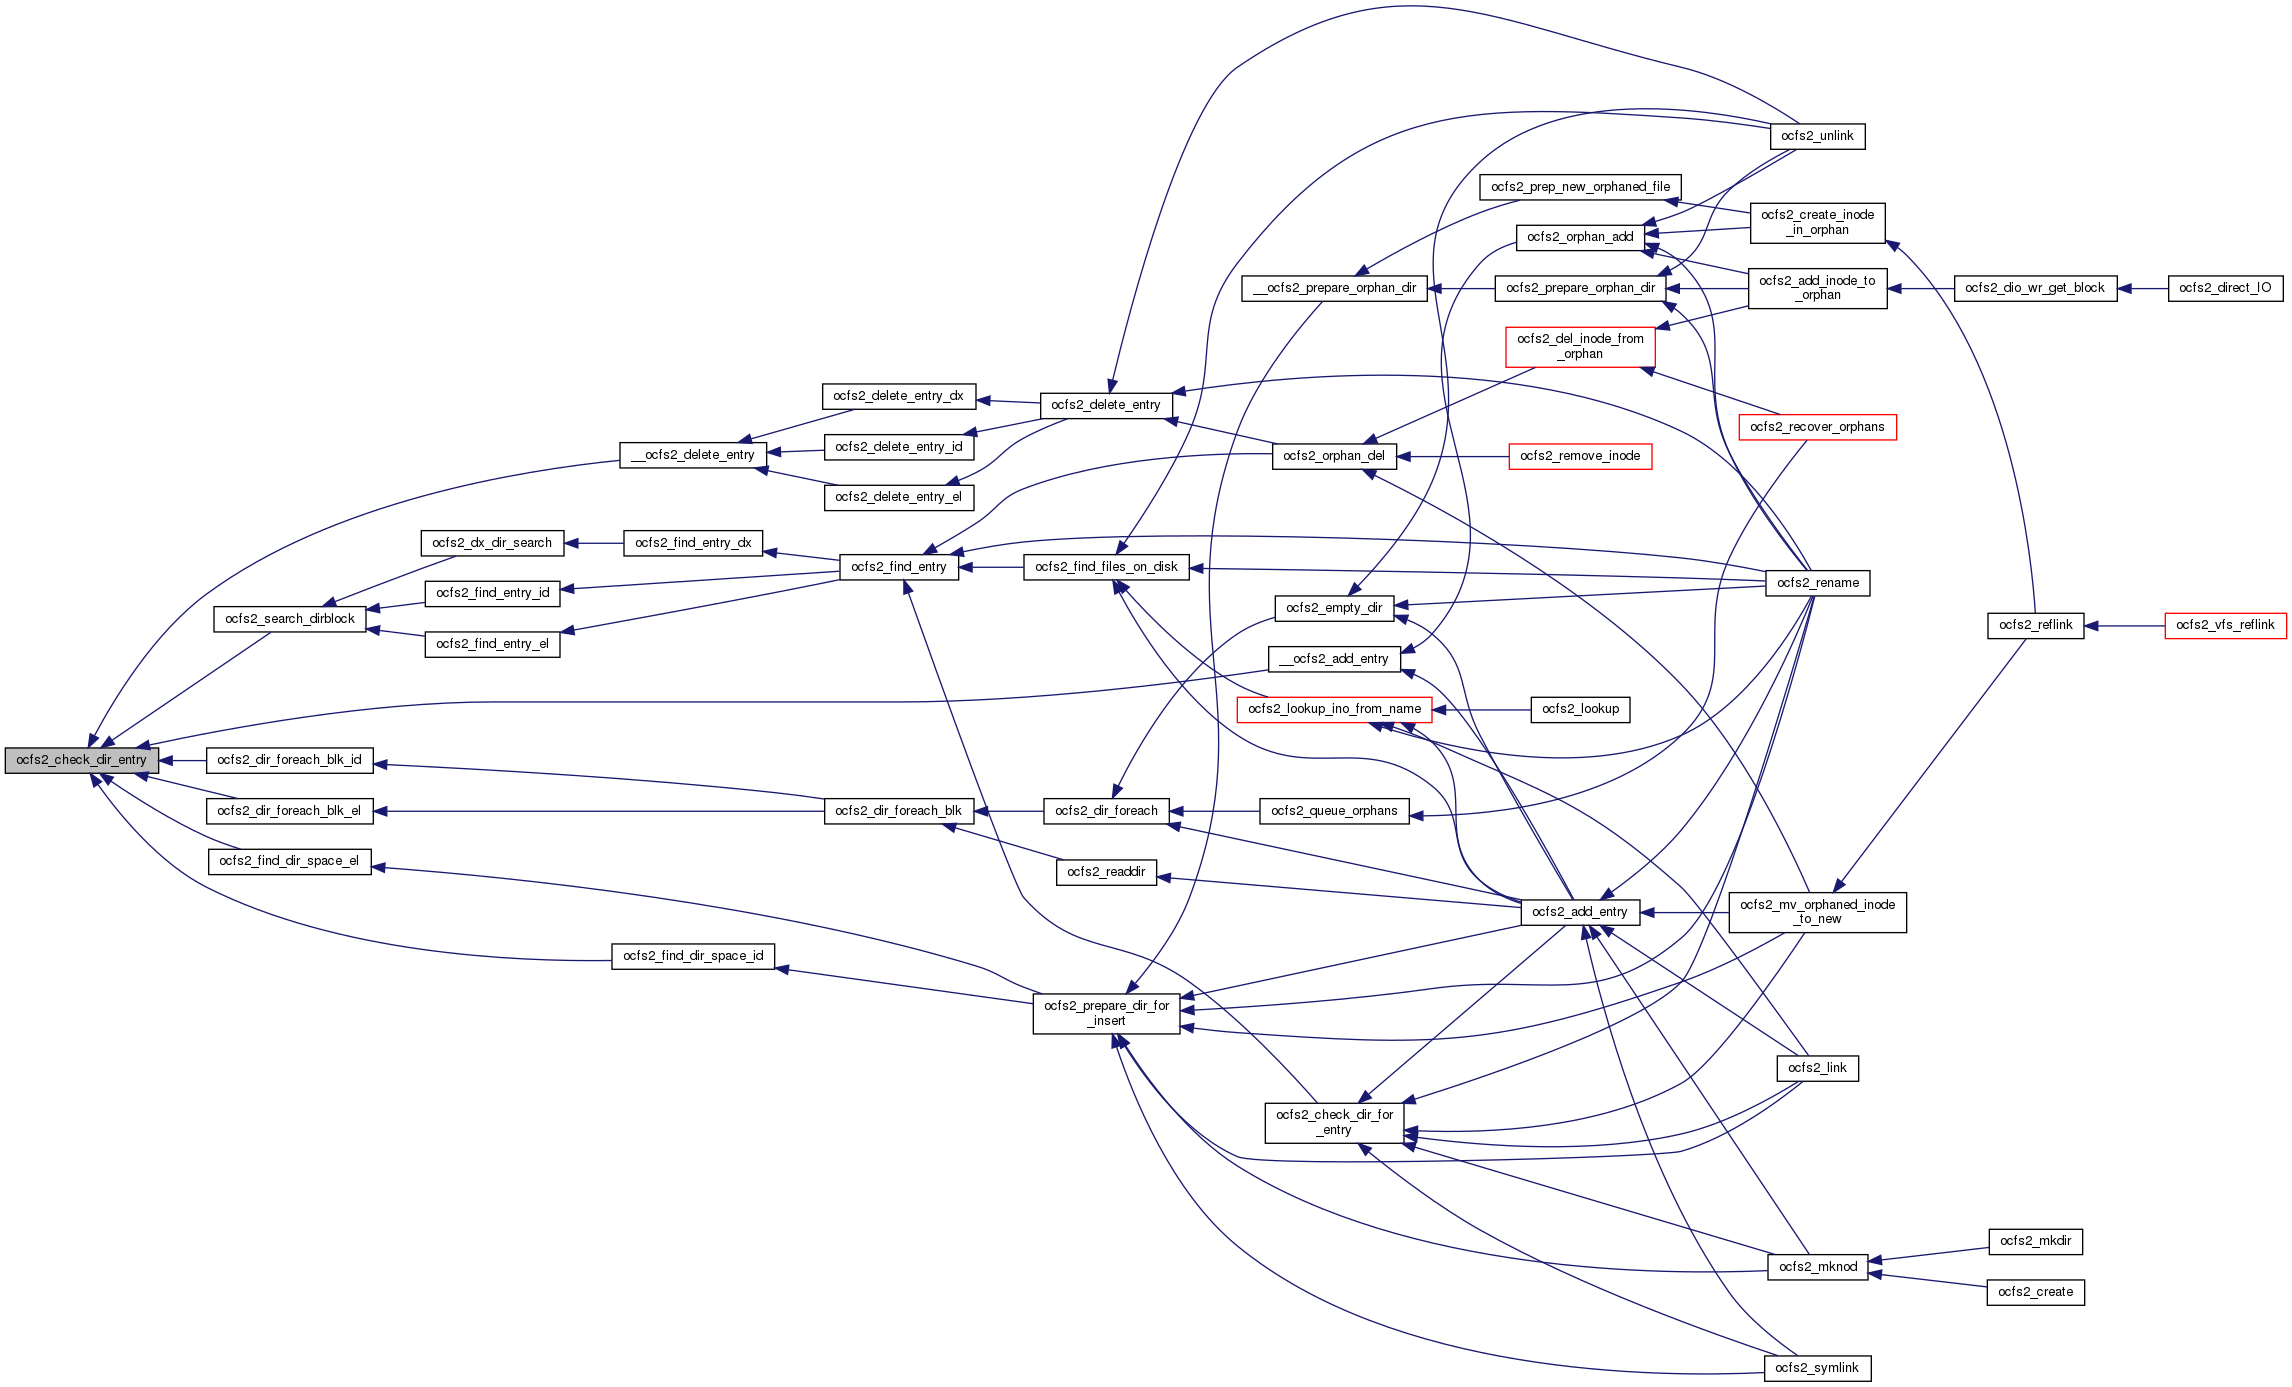 ocfs2_check_dir_entry
__ocfs2_delete_entry
ocfs2_delete_entry_dx
ocfs2_delete_entry_id
ocfs2_delete_entry_el
ocfs2_delete_entry
ocfs2_search_dirblock
ocfs2_dx_dir_search
ocfs2_find_entry_id
ocfs2_find_entry_el
ocfs2_find_entry_dx
ocfs2_find_entry
ocfs2_find_files_on_disk
ocfs2_dir_foreach_blk_id
ocfs2_dir_foreach_blk_el
ocfs2_find_dir_space_el
ocfs2_find_dir_space_id
ocfs2_dir_foreach_blk
ocfs2_dir_foreach
ocfs2_readdir
ocfs2_prepare_dir_for
_insert
__ocfs2_prepare_orphan_dir
ocfs2_orphan_del
ocfs2_empty_dir
__ocfs2_add_entry
ocfs2_lookup_ino_from_name
ocfs2_queue_orphans
ocfs2_check_dir_for
_entry
ocfs2_prep_new_orphaned_file
ocfs2_orphan_add
ocfs2_prepare_orphan_dir
ocfs2_del_inode_from
_orphan
ocfs2_remove_inode
ocfs2_lookup
ocfs2_add_entry
ocfs2_unlink
ocfs2_create_inode
_in_orphan
ocfs2_add_inode_to
_orphan
ocfs2_recover_orphans
ocfs2_rename
ocfs2_mv_orphaned_inode
_to_new
ocfs2_link
ocfs2_mknod
ocfs2_symlink
ocfs2_dio_wr_get_block
ocfs2_direct_IO
ocfs2_reflink
ocfs2_vfs_reflink
ocfs2_mkdir
ocfs2_create